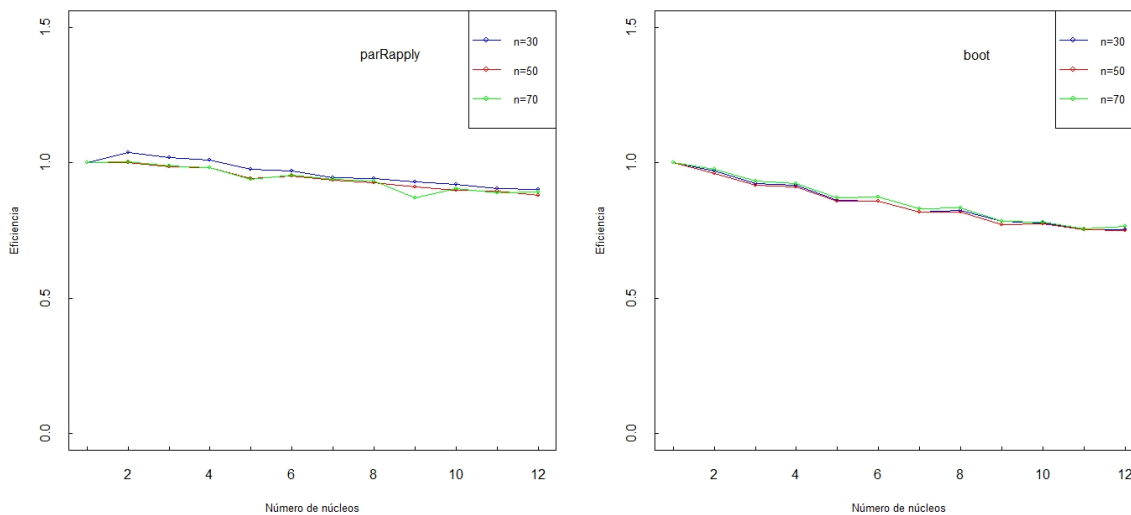 parRapply
n=30
n=50
n=70
1.5
1.0
0.5
0.0
Eficiencia
2 4 6 8 10 12
Número de núcleos
boot
n=30
n=50
n=70
1.5
1.0
0.5
0.0
Eficiencia
2 4 6 8 10 12
Número de núcleos